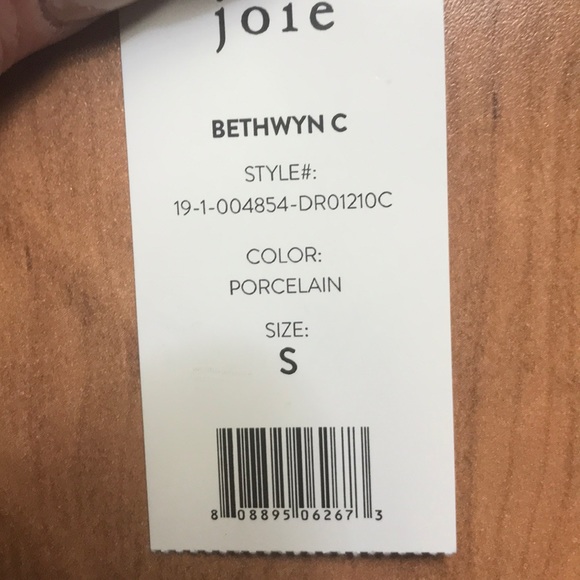 joie
BETHWYN C
STYLE#:
19-1-004854-DR01210C
COLOR:
PORCELAIN
SIZE:
S
8 08895 06267 3